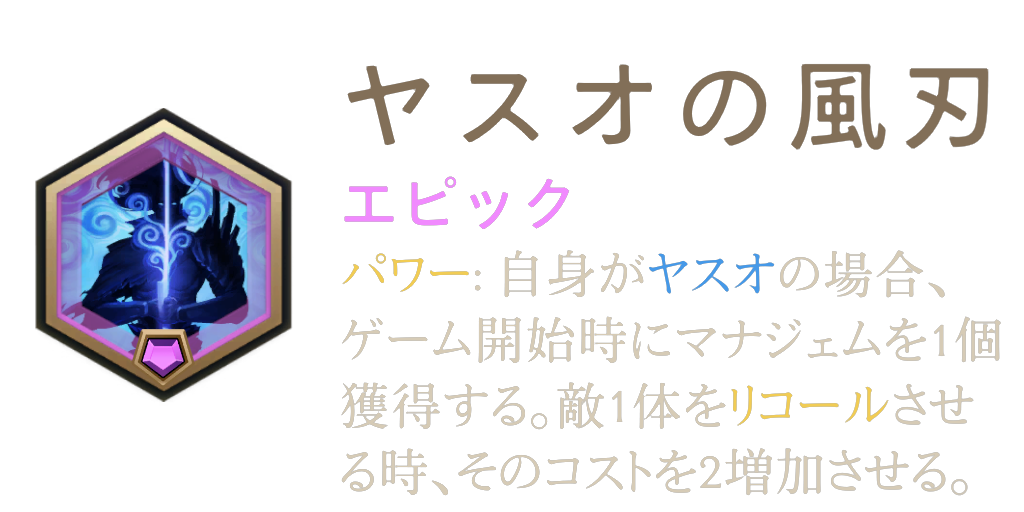 ヤスオの風刃
エピック
パワー: 自身がヤスオの場合、
ゲーム開始時にマナジェムを1個
獲得する。敵1体をリコールさせ
る時、そのコストを2増加させる。